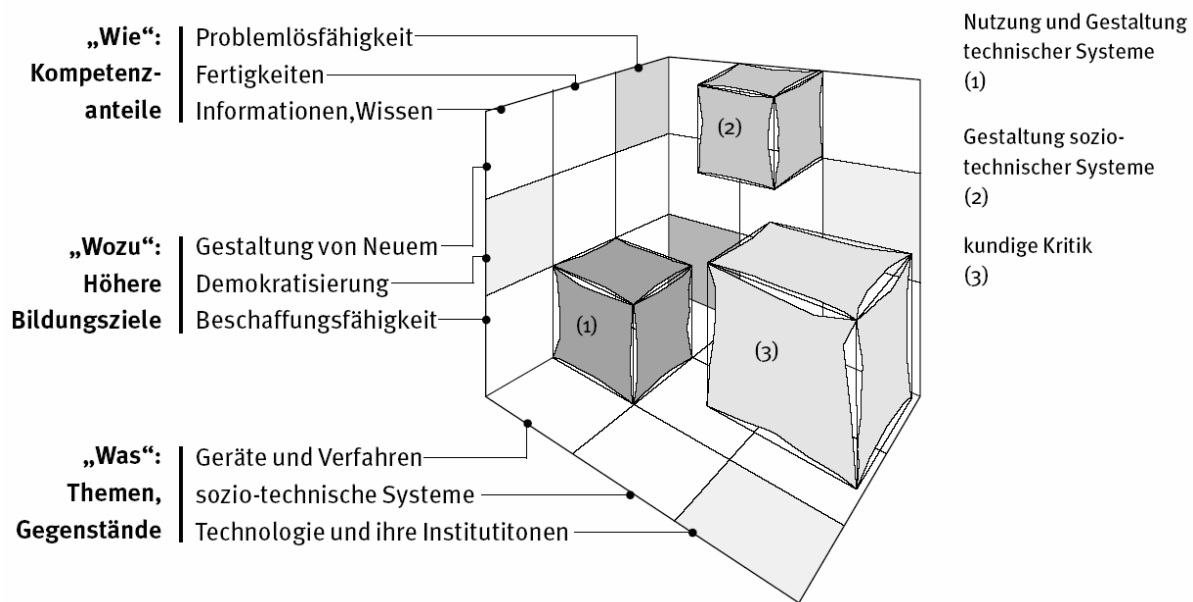 „Wie“:
Kompetenz-
anteile
Problemlösfähigkeit
Fertigkeiten
Informationen,Wissen
„Wozu“:
Höhere
Bildungsziele
Gestaltung von Neuem
Demokratisierung
Beschaffungsfähigkeit
„Was“:
Themen,
Gegenstände
Geräte und Verfahren
sozio-technische Systeme
Technologie und ihre Institutitonen
(1)
(2)
(3)
Nutzung und Gestaltung
technischer Systeme
(1)
Gestaltung sozio-
technischer Systeme
(2)
kundige Kritik
(3)